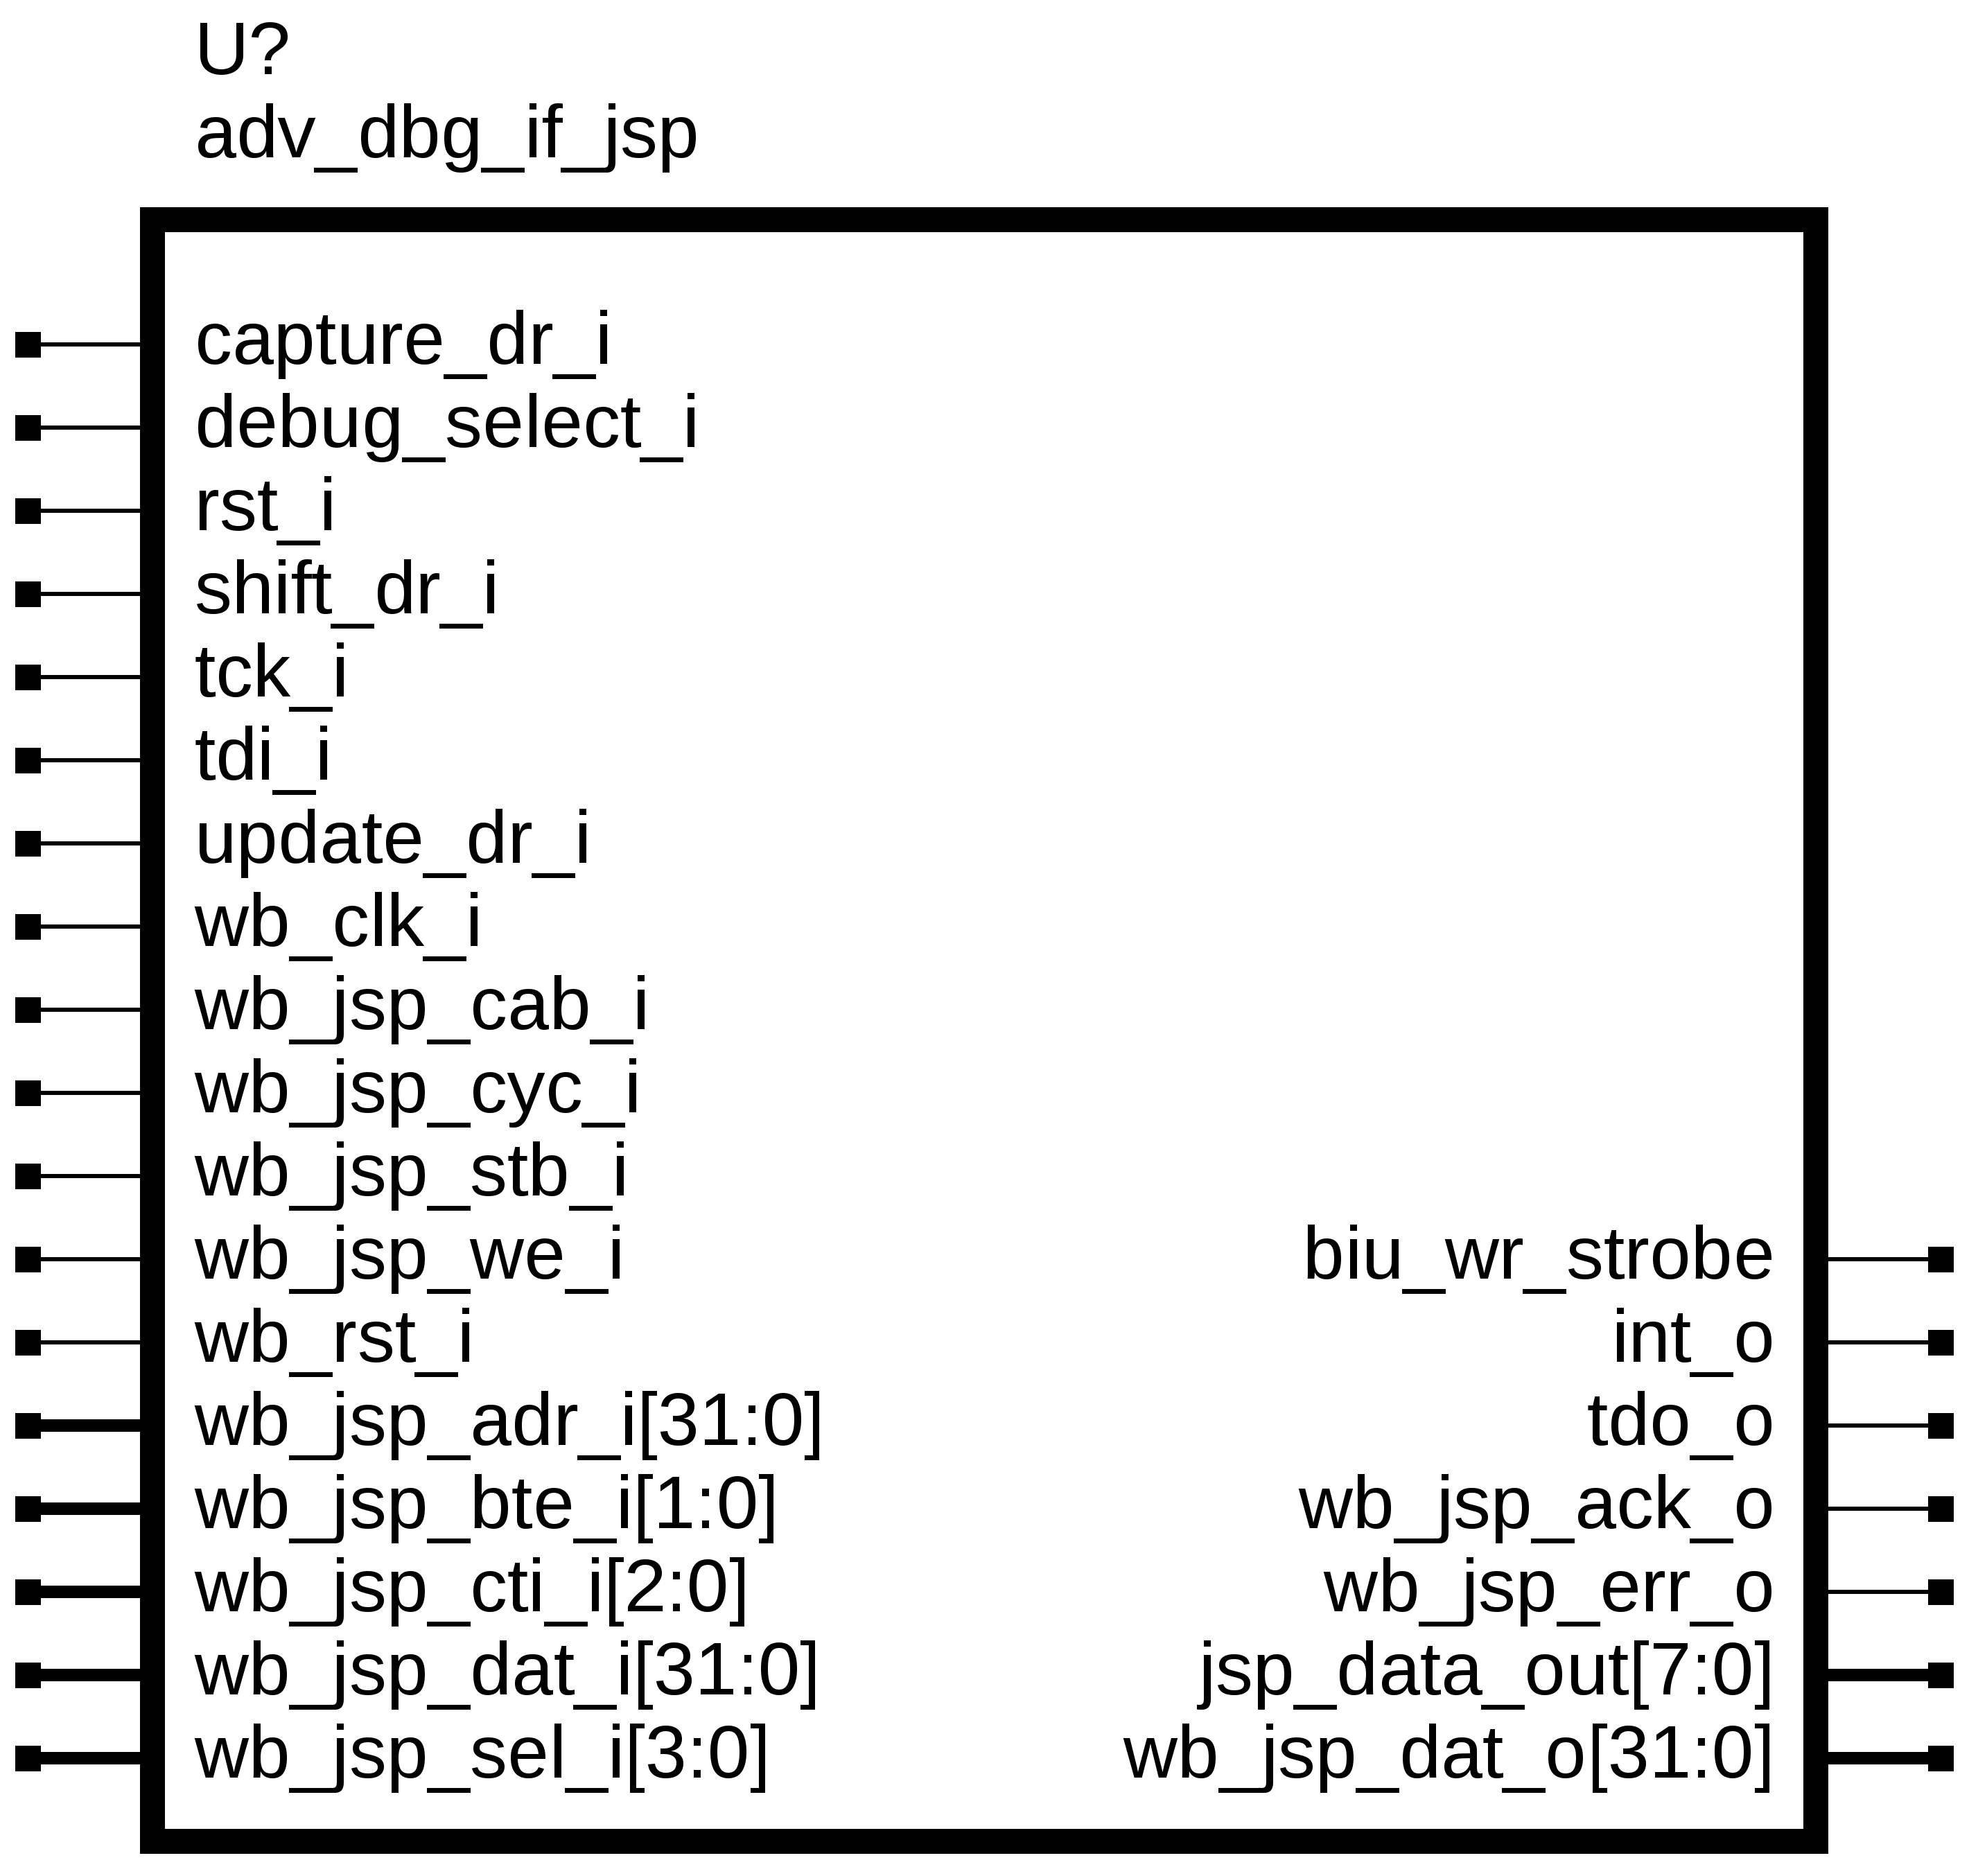 U?
adv_dbg_if_jsp
capture_dr_i
debug_select_i
rst_i
shift_dr_i
tck_i
tdi_i
update_dr_i
wb_clk_i
wb_jsp_cab_i
wb_jsp_cyc_i
wb_jsp_stb_i
wb_jsp_we_i
biu_wr_strobe
wb_rst_i
int_o
wb_jsp_adr_i[31:0]
tdo_o
wb_jsp_bte_i[1:0]
wb_jsp_ack_o
wb_jsp_cti_i[2:0]
wb_jsp_err_o
wb_jsp_dat_i[31:0]
jsp_data_out[7:0]
wb_jsp_sel_i[3:0]
wb_jsp_dat_o[31:0]